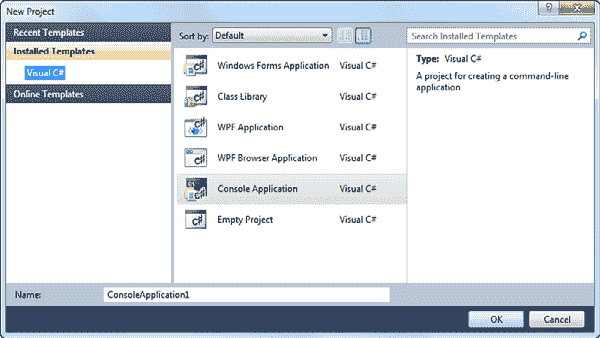 New Project
Recent Templates
Installed Templates
Visual C#
Online Templates
Sort by: Default
Windows Forms Application Visual C#
Class Library Visual C#
WPF Application Visual C#
WPF Browser Application Visual C#
Console Application Visual C#
Empty Project Visual C#
Search Installed Templates
Type: Visual C#
A project for creating a command-line
application
Name: ConsoleApplication1
OK Cancel